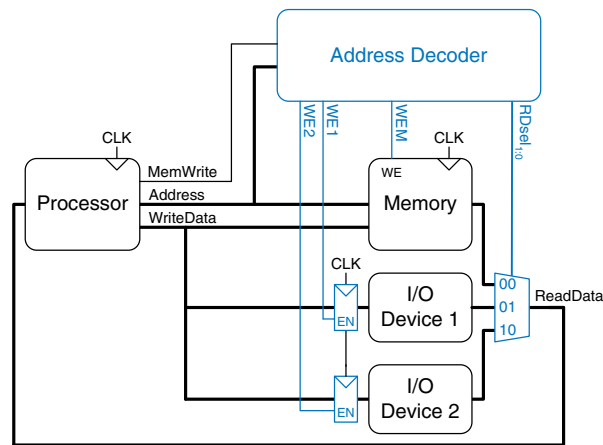 Address Decoder
WE2
WE1
WEM
RDsel1:0
CLK
CLK
MemWrite
Processor
Address
WriteData
WE
Memory
CLK
EN
I/O
Device 1
00
01
10
ReadData
EN
I/O
Device 2